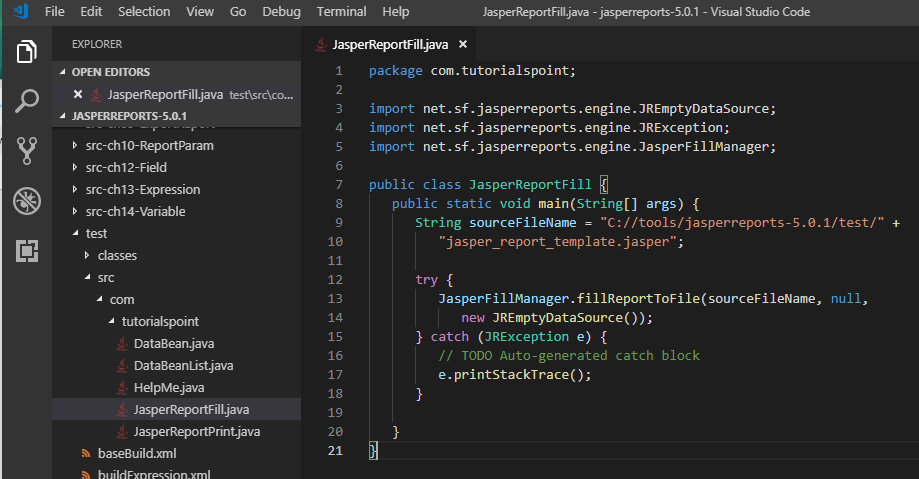 File Edit Selection View Go Debug Terminal Help JasperReportFill.java - jasperreports-5.0.1 - Visual Studio Code
EXPLORER
OPEN EDITORS
JasperReportFill.java test\src\co...
JASPERREPORTS-5.0.1
src-ch10-ReportParam
src-ch12-Field
src-ch13-Expression
src-ch14-Variable
test
classes
src
com
tutorialspoint
DataBean.java
DataBeanList.java
HelpMe.java
JasperReportFill.java
JasperReportPrint.java
baseBuild.xml
buildExpression.xml
JasperReportFill.java ×
1 package com.tutorialspoint;
2
3 import net.sf.jasperreports.engine.JREmptyDataSource;
4 import net.sf.jasperreports.engine.JRException;
5 import net.sf.jasperreports.engine.JasperFillManager;
6
7 public class JasperReportFill {
8 public static void main(String[] args) {
9 String sourceFileName = "C://tools/jasperreports-5.0.1/test/" +
10 "jasper_report_template.jasper";
11
12 try {
13 JasperFillManager.fillReportToFile(sourceFileName, null,
14 new JREmptyDataSource());
15 } catch (JRException e) {
16 // TODO Auto-generated catch block
17 e.printStackTrace();
18 }
19
20 }
21 }